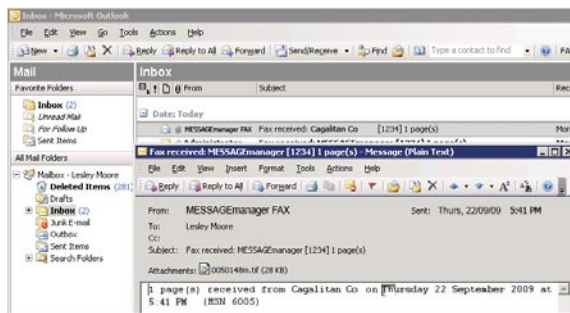 Inbox - Microsoft Outlook
File Edit View Go Tools Actions Help
New Reply Reply to All Forward Send/Receive Find Type a contact to find
Mail
Inbox
Favorite Folders
From Subject
Inbox (2)
Unread Mail
For Follow Up
Sent Items
Date: Today
MESSAGEmanager FAX Fax received: Cagalitan Co [1234] 1 page(s)
All Mail Folders
Mailbox - Lesley Moore
Deleted Items (281)
Drafts
Inbox (2)
Junk E-mail
Outbox
Sent Items
Search Folders
Fax received: MESSAGEmanager [1234] 1 page(s) - Message (Plain Text)
File Edit View Insert Format Tools Actions Help
Reply Reply to All Forward
From: MESSAGEmanager FAX Sent: Thurs, 22/09/09 5:41 PM
To: Lesley Moore
Cc:
Subject: Fax received: MESSAGEmanager [1234] 1 page(s)
Attachments: 0050148m.tif (28 KB)
1 page(s) received from Cagalitan Co on Thursday 22 September 2009 at
5:41 PM (MSN 6005)